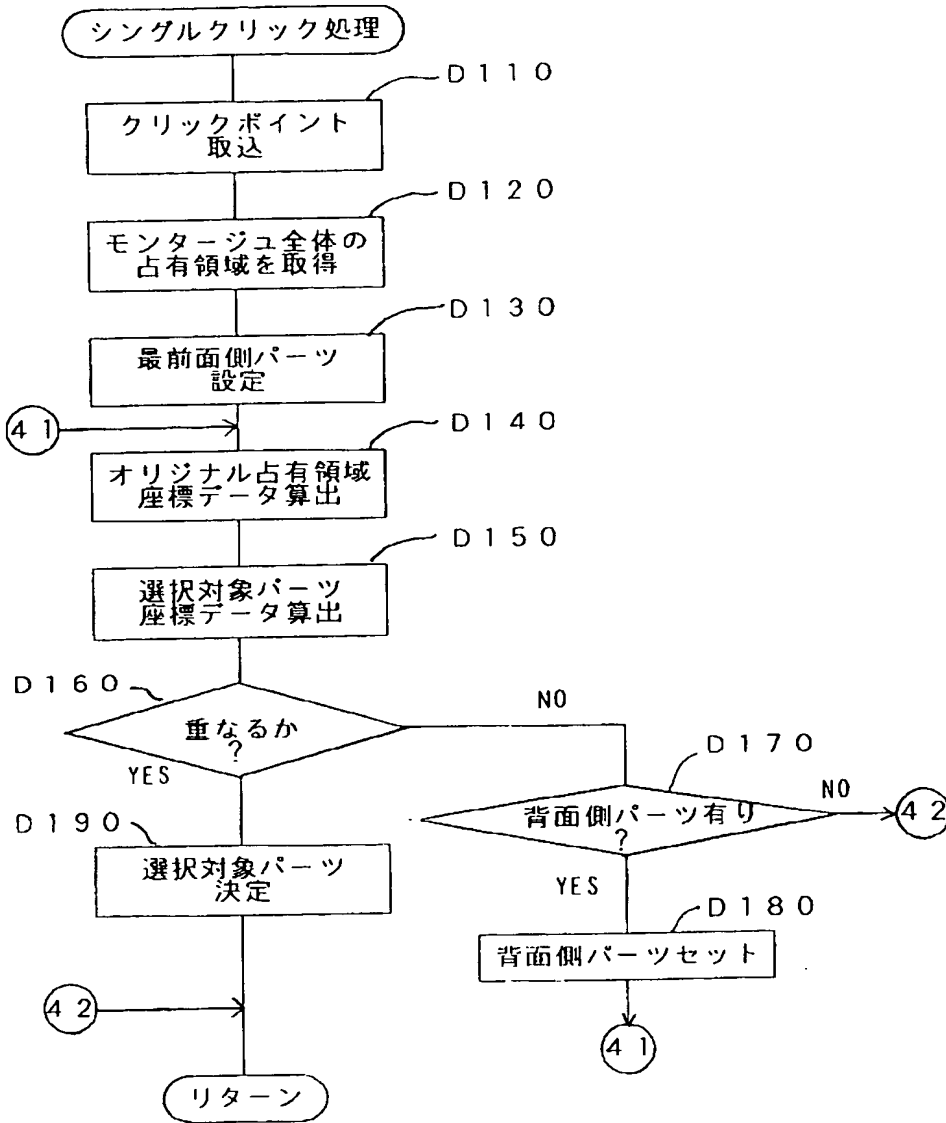 シングルクリック処理
D110
クリックポイント
取込
D120
モンタージュ全体の
占有領域を取得
D130
最前面側パーツ
設定
41
D140
オリジナル占有領域
座標データ算出
D150
選択対象パーツ
座標データ算出
D160
重なるか
?
NO
YES
D170
背面側パーツ有り
?
NO
42
YES
D190
選択対象パーツ
決定
D180
背面側パーツセット
42
41
リターン